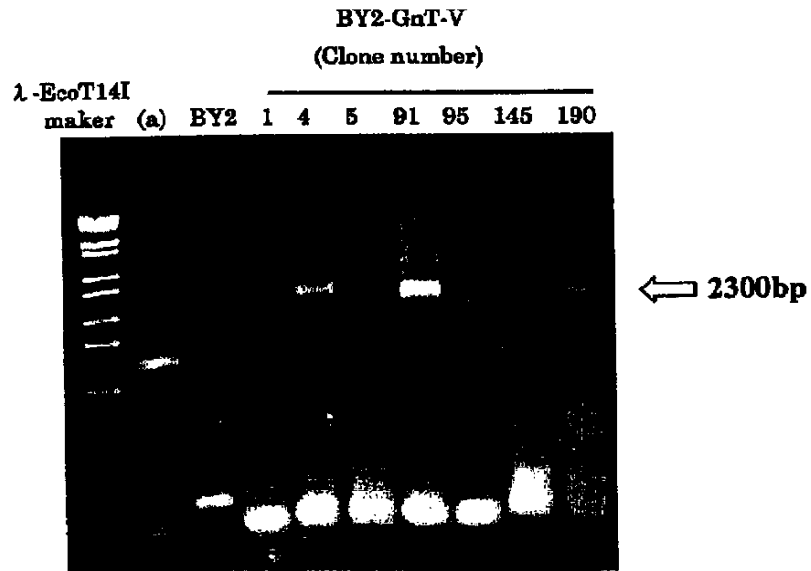 BY2-GnT-V
(Clone number)
λ-EcoT14I
maker (a) BY2 1 4 5 91 95 145 190
2300bp